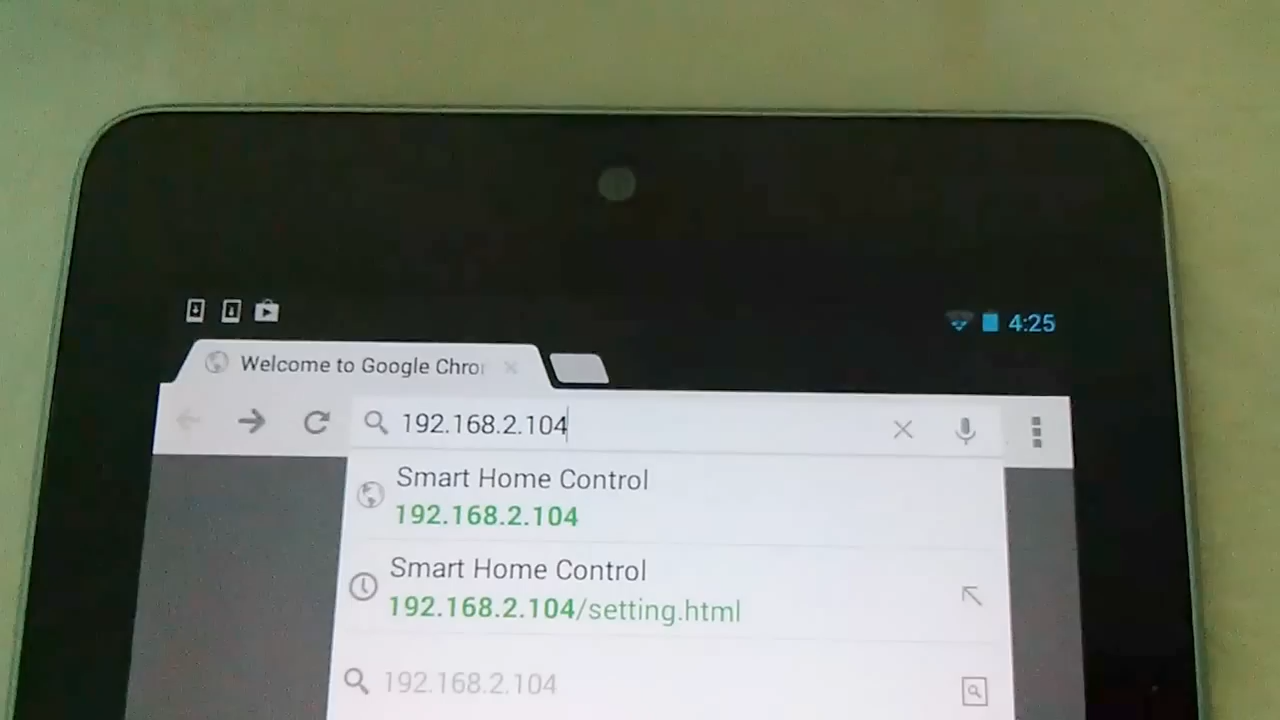 4:25
Welcome to Google Chro
192.168.2.104
Smart Home Control
192.168.2.104
Smart Home Control
192.168.2.104/setting.html
192.168.2.104